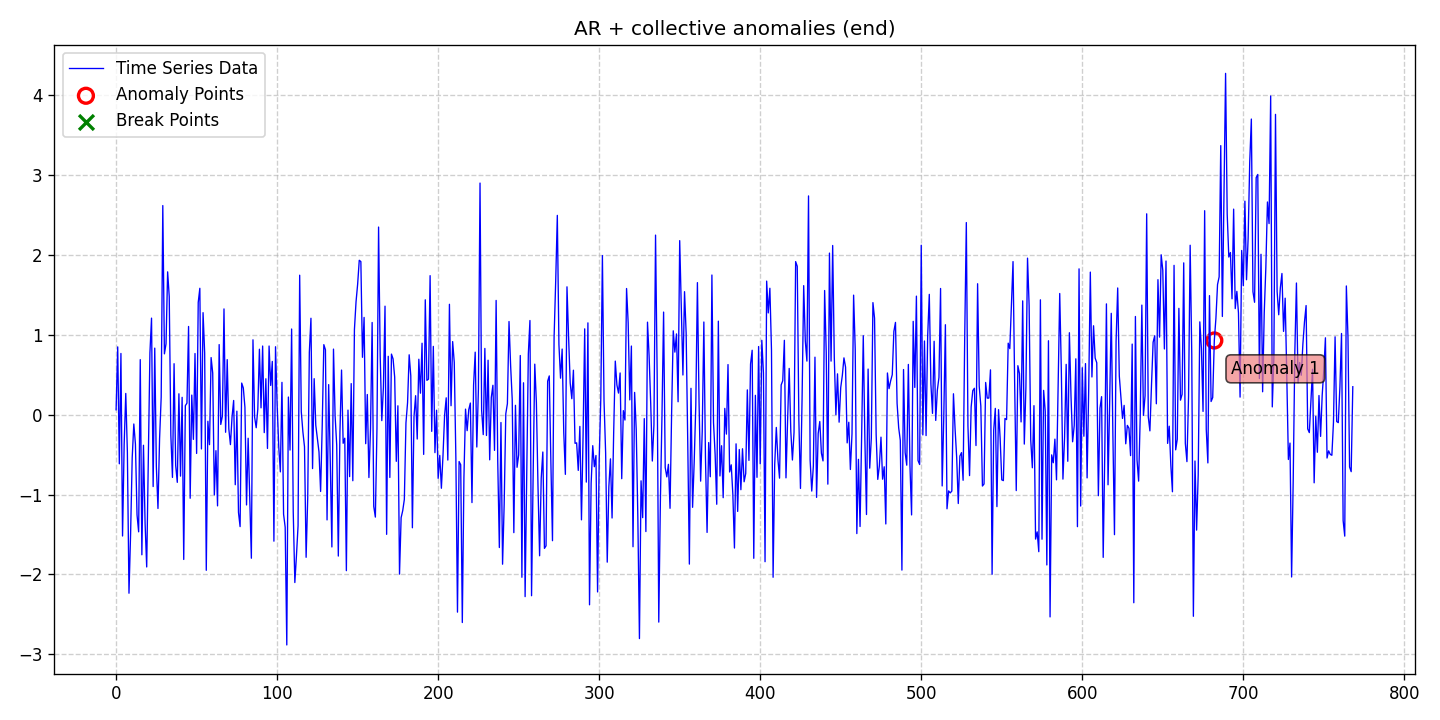 AR + collective anomalies (end)
Time Series Data
Anomaly Points
Break Points
Anomaly 1
4
3
2
1
0
−1
−2
−3
0 100 200 300 400 500 600 700 800